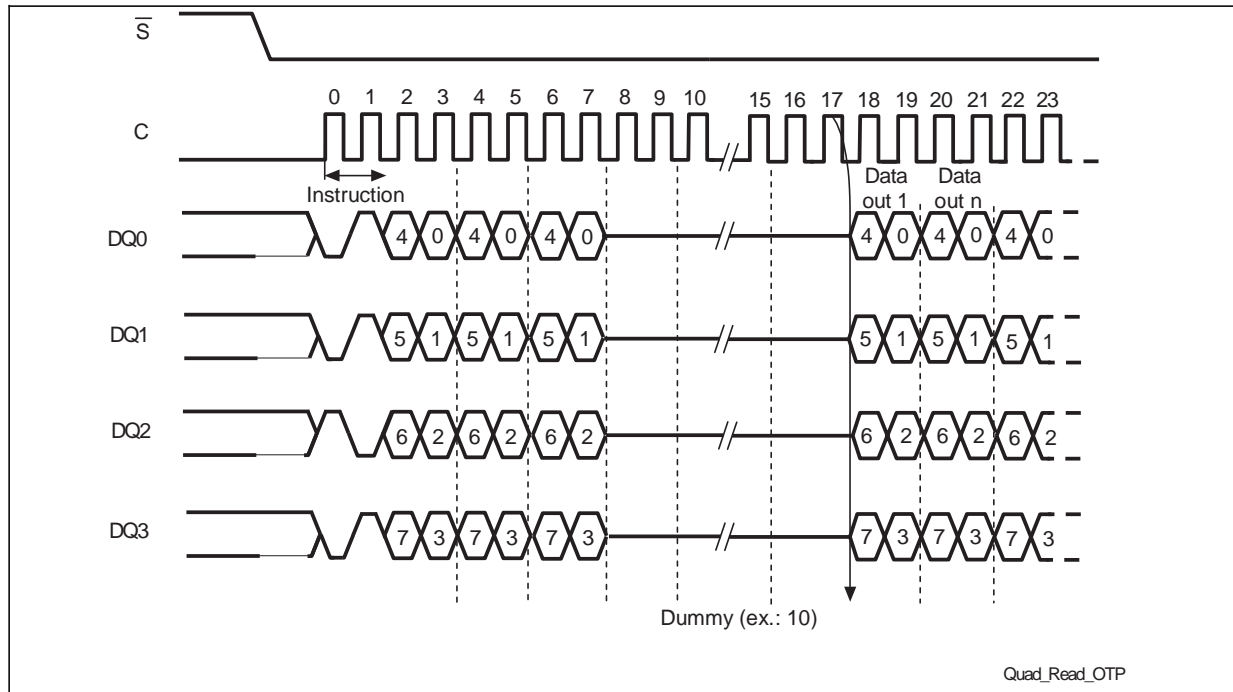 S
0 1 2 3 4 5 6 7 8 9 10 15 16 17 18 19 20 21 22 23
C
Instruction
Data out 1
Data out n
DQ0 4 0 4 0 4 0 4 0 4 0 4 0
DQ1 5 1 5 1 5 1 5 1 5 1 5 1
DQ2 6 2 6 2 6 2 6 2 6 2 6 2
DQ3 7 3 7 3 7 3 7 3 7 3 7 3
Dummy (ex.: 10)
Quad_Read_OTP